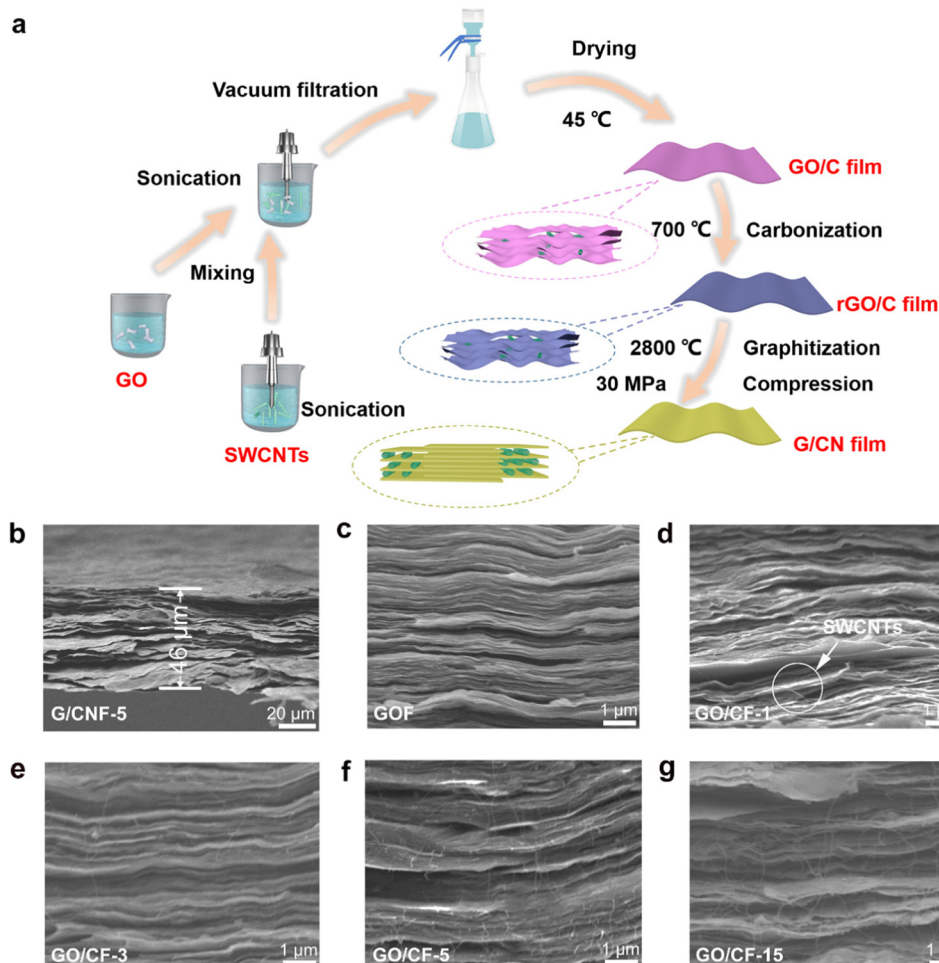 a
Drying
Vacuum filtration
45 ℃
Sonication
GO/C film
700 ℃
Carbonization
Mixing
rGO/C film
2800 ℃
Graphitization
GO
30 MPa
Compression
Sonication
SWCNTs
G/CN film
b
c
d
46 μm
SWCNTs
G/CNF-5
20 μm
GOF
1 μm
GO/CF-1
1
e
f
g
GO/CF-3
1 μm
GO/CF-5
1 μm
GO/CF-15
1